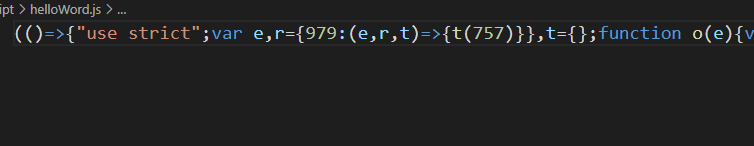 ipt > helloWord.js > ...
(()=>{"use strict";var e,r={979:(e,r,t)=>{t(757)}},t={};function o(e){v